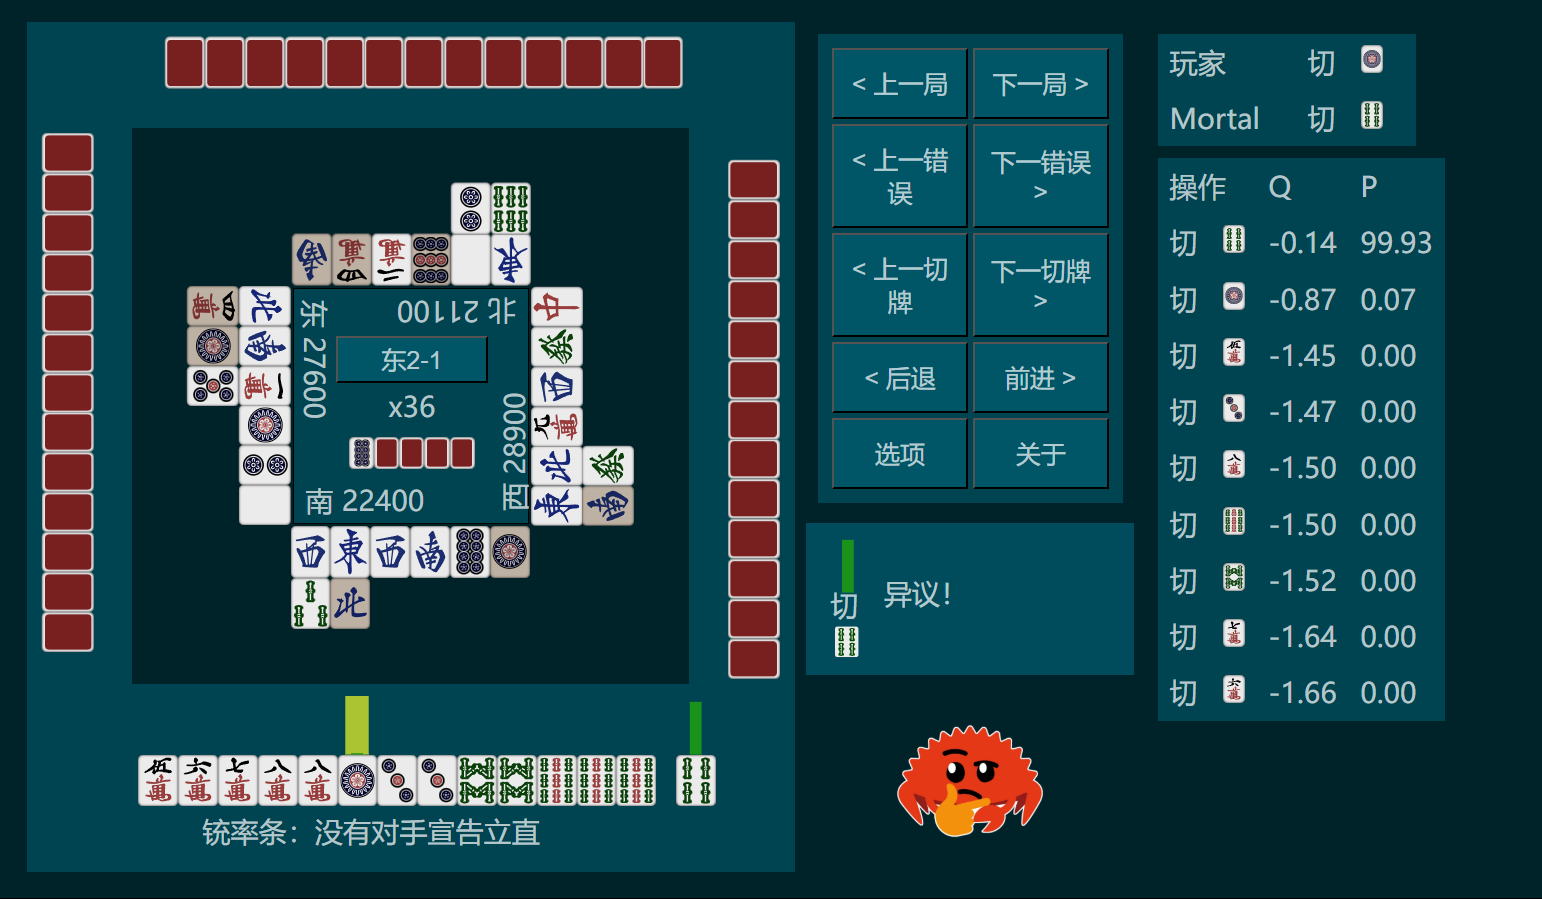 东 27600
北 21100
东2-1
x36
西 28900
南 22400
铳率条：没有对手宣告立直
< 上一局
下一局 >
< 上一错
误
下一错误
>
< 上一切
牌
下一切牌
>
< 后退
前进 >
选项
关于
切
异议！
玩家 切
Mortal 切
操作 Q P
切 -0.14 99.93
切 -0.87 0.07
切 -1.45 0.00
切 -1.47 0.00
切 -1.50 0.00
切 -1.50 0.00
切 -1.52 0.00
切 -1.64 0.00
切 -1.66 0.00